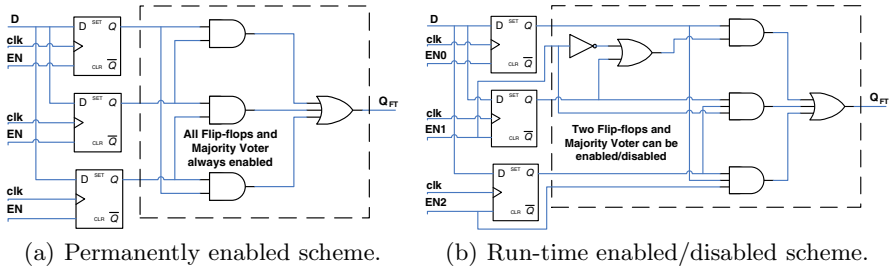 D
clk
EN
D SET Q
CLR Q
clk
EN
D SET Q
CLR Q
clk
EN
D SET Q
CLR Q
All Flip-flops and
Majority Voter
always enabled
Q FT
(a) Permanently enabled scheme.
D
clk
EN0
D SET Q
CLR Q
clk
EN1
D SET Q
CLR Q
clk
EN2
D SET Q
CLR Q
Two Flip-flops and
Majority Voter can be
enabled/disabled
Q FT
(b) Run-time enabled/disabled scheme.